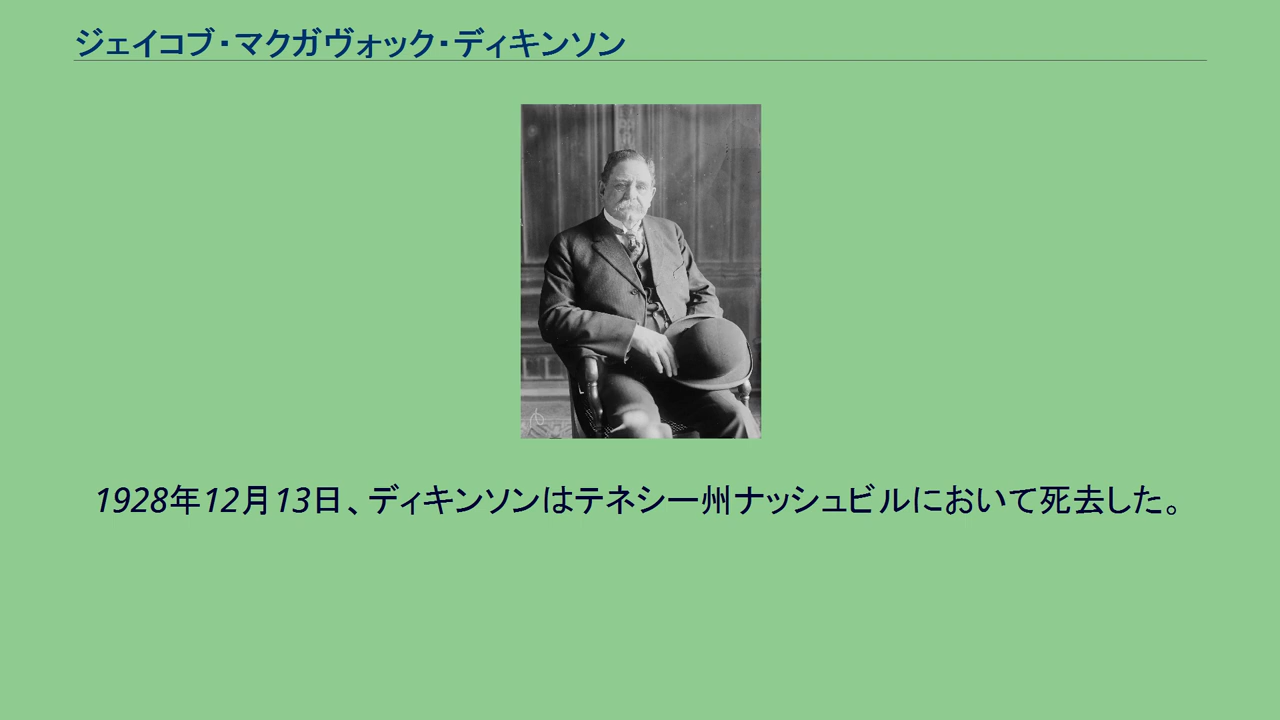 ジェイコブ・マクガヴォック・ディキンソン
1928年12月13日、ディキンソンはテネシー州ナッシュビルにおいて死去した。